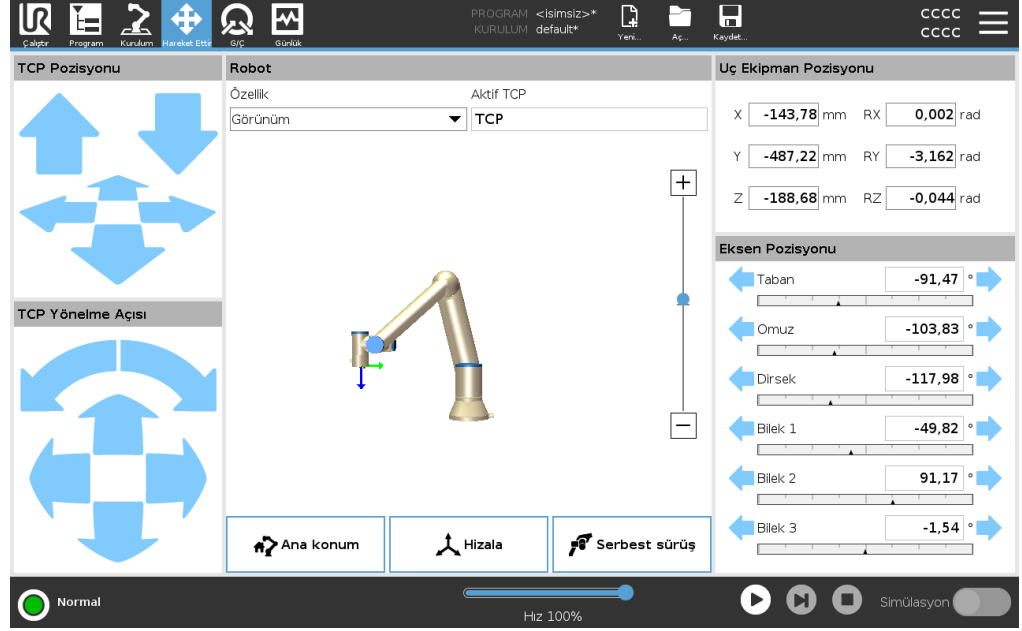 UR
Çalıştır
Program
Kurulum
Hareket Ettir
G/Ç
Günlük
PROGRAM <isimsiz>*
KURULUM default*
Yeni...
Aç...
Kaydet...
CCCC
CCCC
TCP Pozisyonu
TCP Yönelme Açısı
Robot
Özellik
Aktif TCP
Görünüm
TCP
Ana konum
Hizala
Serbest sürüş
Uç Ekipman Pozisyonu
X -143,78 mm RX 0,002 rad
Y -487,22 mm RY -3,162 rad
Z -188,68 mm RZ -0,044 rad
Eksen Pozisyonu
Taban -91,47 °
Omuz -103,83 °
Dirsek -117,98 °
Bilek 1 -49,82 °
Bilek 2 91,17 °
Bilek 3 -1,54 °
Normal
Hız 100%
Simülasyon